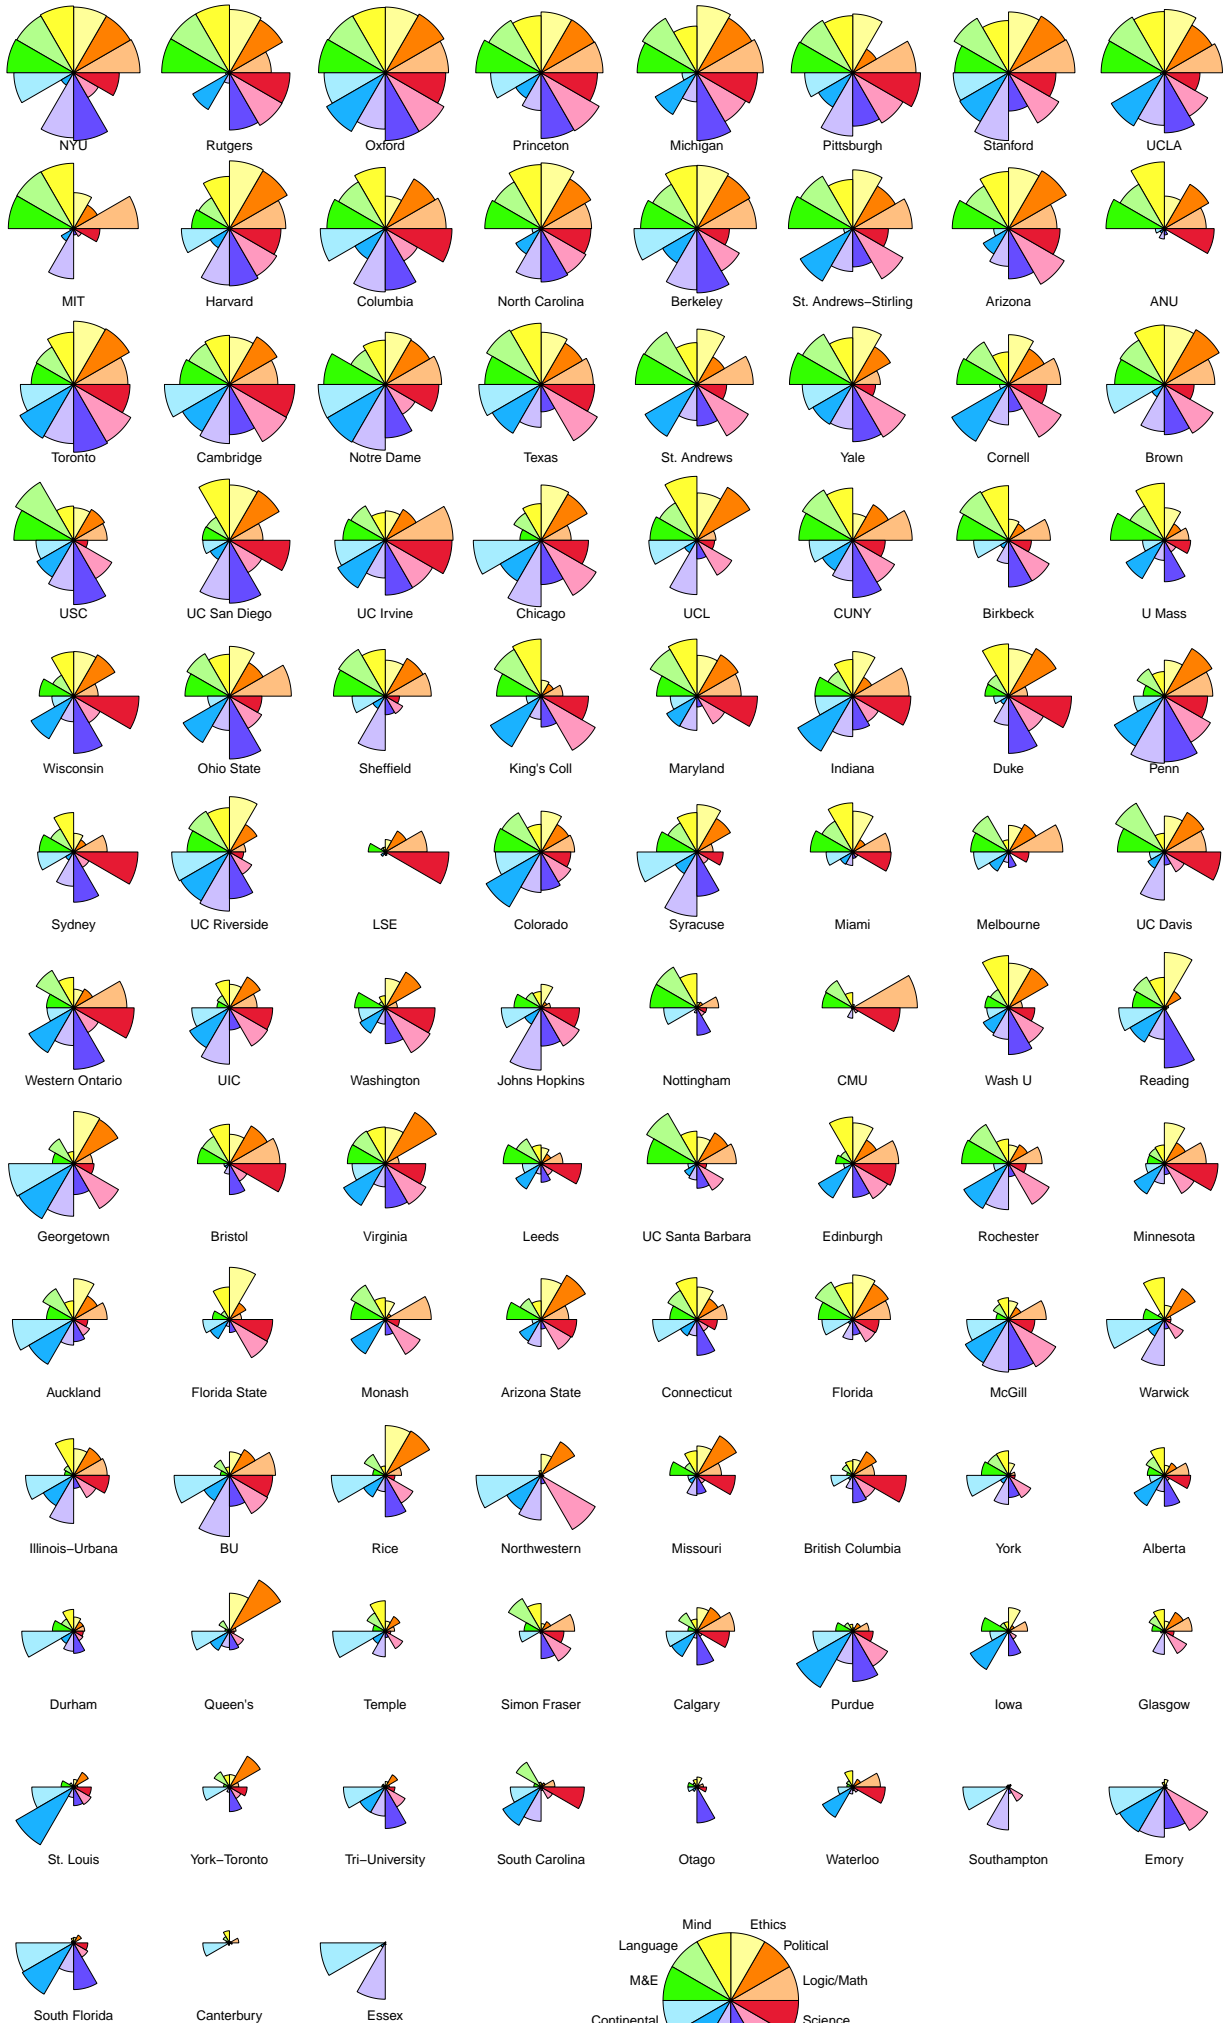 NYU Rutgers Oxford Princeton Michigan Pittsburgh Stanford UCLA
MIT Harvard Columbia North Carolina Berkeley St. Andrews−Stirling Arizona ANU
Toronto Cambridge Notre Dame Texas St. Andrews Yale Cornell Brown
USC UC San Diego UC Irvine Chicago UCL CUNY Birkbeck U Mass
Wisconsin Ohio State Sheffield King's Coll Maryland Indiana Duke Penn
Sydney UC Riverside LSE Colorado Syracuse Miami Melbourne UC Davis
Western Ontario UIC Washington Johns Hopkins Nottingham CMU Wash U Reading
Georgetown Bristol Virginia Leeds UC Santa Barbara Edinburgh Rochester Minnesota
Auckland Florida State Monash Arizona State Connecticut Florida McGill Warwick
Illinois−Urbana BU Rice Northwestern Missouri British Columbia York Alberta
Durham Queen's Temple Simon Fraser Calgary Purdue Iowa Glasgow
St. Louis York−Toronto Tri−University South Carolina Otago Waterloo Southampton Emory
Mind Ethics
Language Political
M&E Logic/Math
South Florida Canterbury Essex
Continental Science